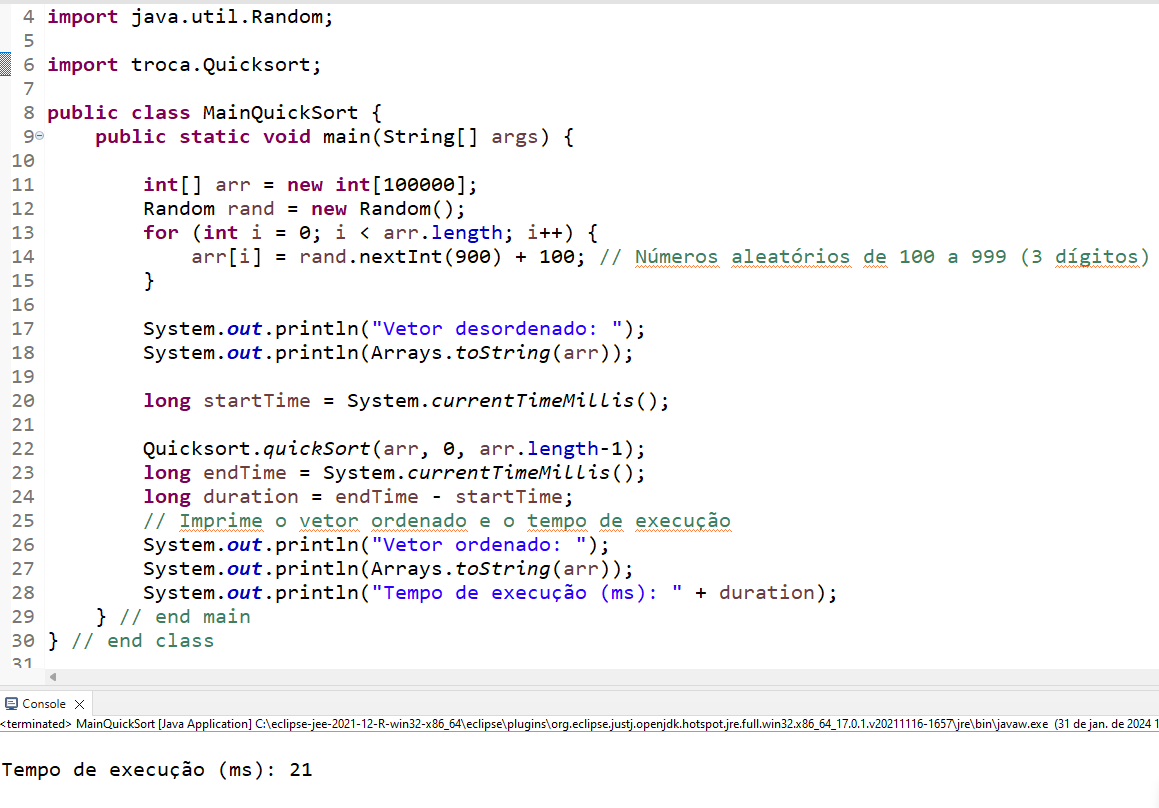 4 import java.util.Random;
5
6 import troca.Quicksort;
7
8 public class MainQuickSort {
9 public static void main(String[] args) {
10
11 int[] arr = new int[100000];
12 Random rand = new Random();
13 for (int i = 0; i < arr.length; i++) {
14 arr[i] = rand.nextInt(900) + 100; // Números aleatórios de 100 a 999 (3 dígitos)
15 }
16
17 System.out.println("Vetor desordenado: ");
18 System.out.println(Arrays.toString(arr));
19
20 long startTime = System.currentTimeMillis();
21
22 Quicksort.quickSort(arr, 0, arr.length-1);
23 long endTime = System.currentTimeMillis();
24 long duration = endTime - startTime;
25 // Imprime o vetor ordenado e o tempo de execução
26 System.out.println("Vetor ordenado: ");
27 System.out.println(Arrays.toString(arr));
28 System.out.println("Tempo de execução (ms): " + duration);
29 } // end main
30 } // end class
31
Console
<terminated> MainQuickSort [Java Application] C:\eclipse-jee-2021-12-R-win32-x86_64\eclipse\plugins\org.eclipse.justj.openjdk.hotspot.jre.full.win32.x86_64_17.0.1.v20211116-1657\jre\bin\javaw.exe (31 de jan. de 2024 1
Tempo de execução (ms): 21